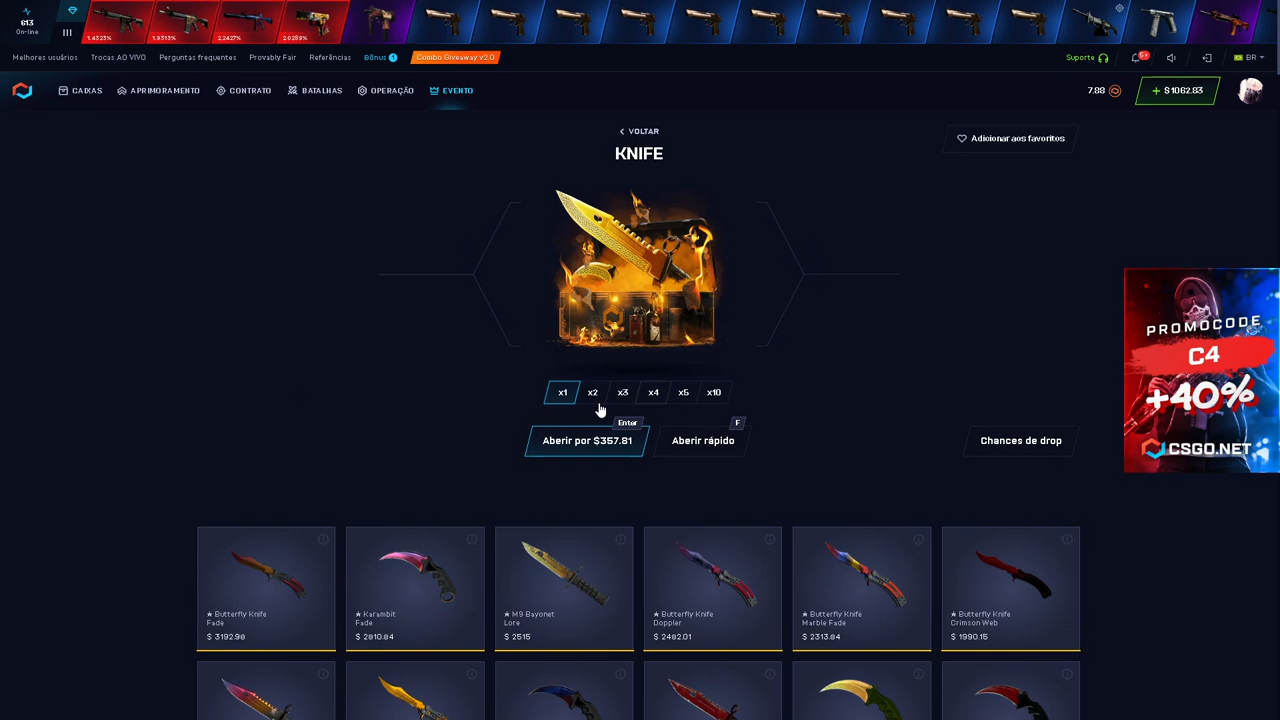 613
On-line
1.4323%
1.9313%
2.2427%
2.0289%
Melhores usuários
Trocas AO VIVO
Perguntas frequentes
Provably Fair
Referências
Bônus
Combo Giveaway v2.0
Suporte
5+
BR
CAIXAS
APRIMORAMENTO
CONTRATO
BATALHAS
OPERAÇÃO
EVENTO
7.88
+ $ 1062.83
VOLTAR
KNIFE
Adicionar aos favoritos
x1
x2
x3
x4
x5
x10
Enter
Aberir por $357.81
F
Aberir rápido
Chances de drop
PROMOCODE
C4
+40%
CSGO.NET
★ Butterfly Knife
Fade
$ 3192.98
★ Karambit
Fade
$ 2810.84
★ M9 Bayonet
Lore
$ 2515
★ Butterfly Knife
Doppler
$ 2482.01
★ Butterfly Knife
Marble Fade
$ 2313.84
★ Butterfly Knife
Crimson Web
$ 1990.15